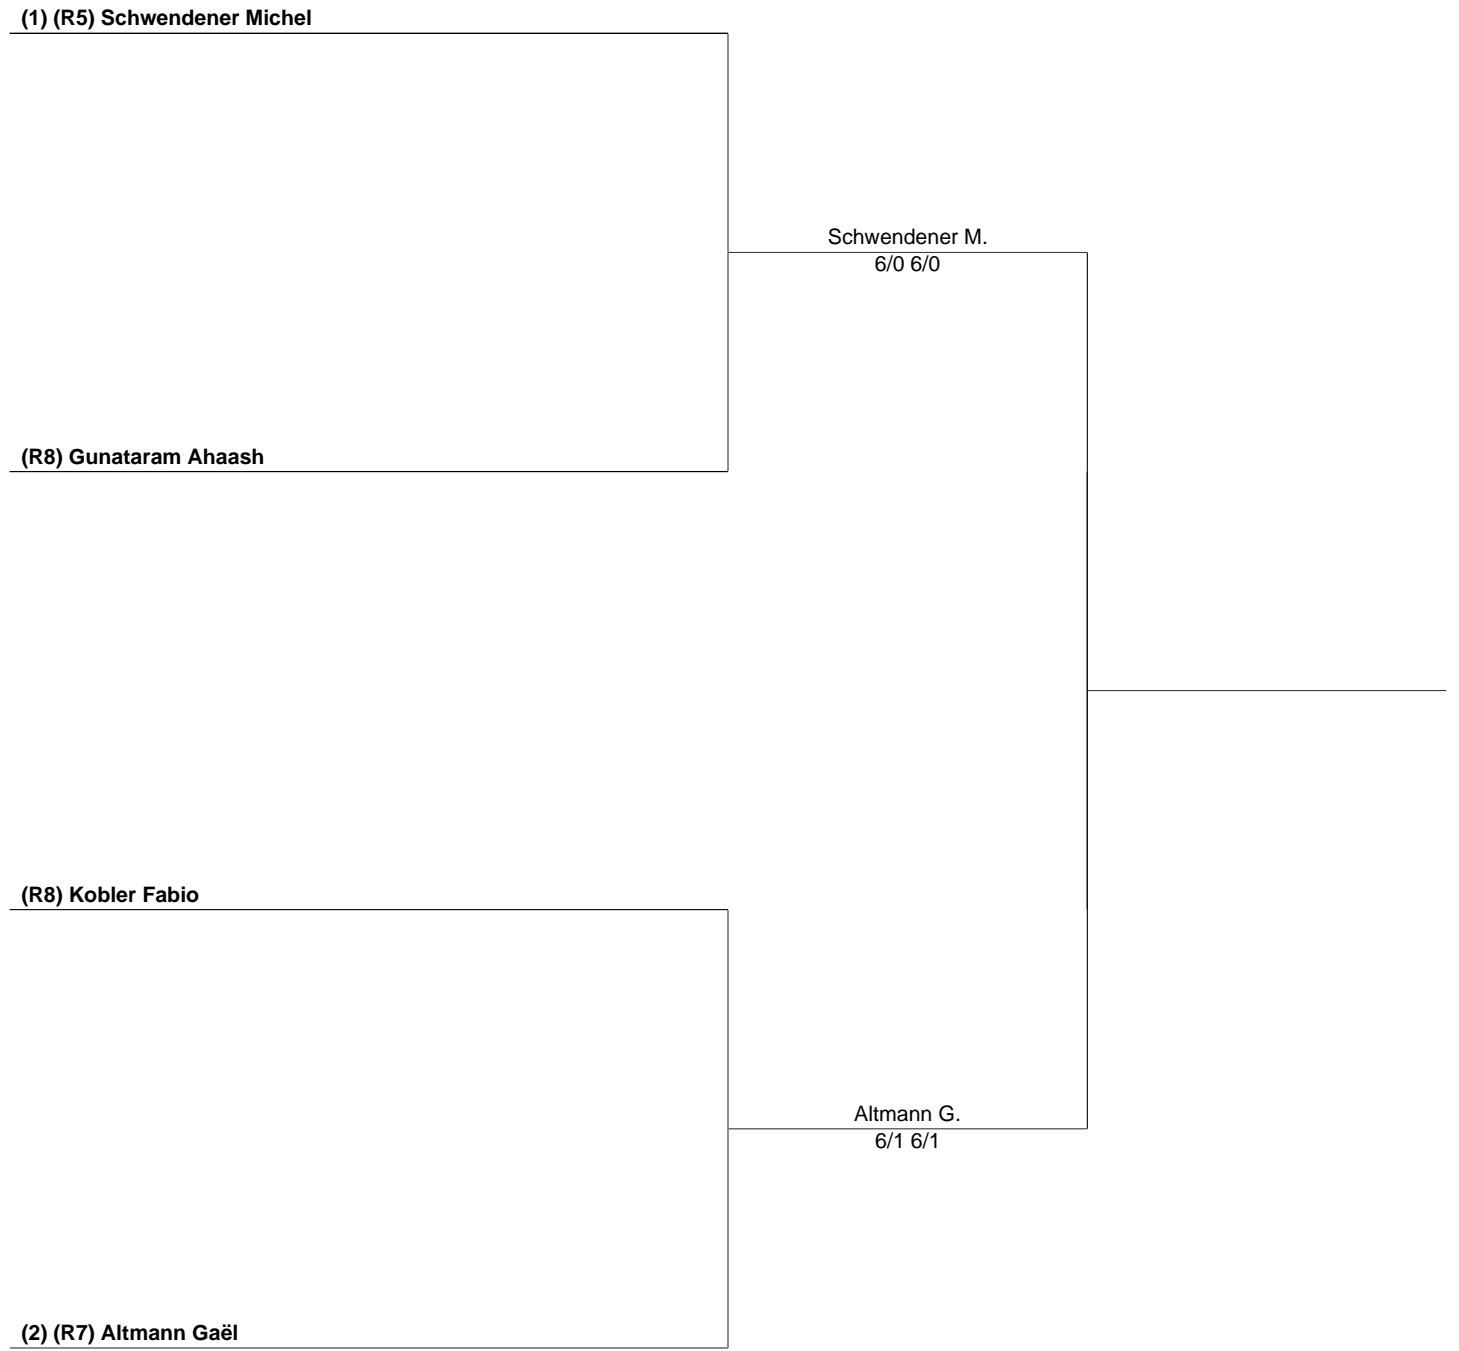 (1) (R5) Schwendener Michel
Schwendener M.
6/0 6/0
(R8) Gunataram Ahaash
(R8) Kobler Fabio
Altmann G.
6/1 6/1
(2) (R7) Altmann Gaël